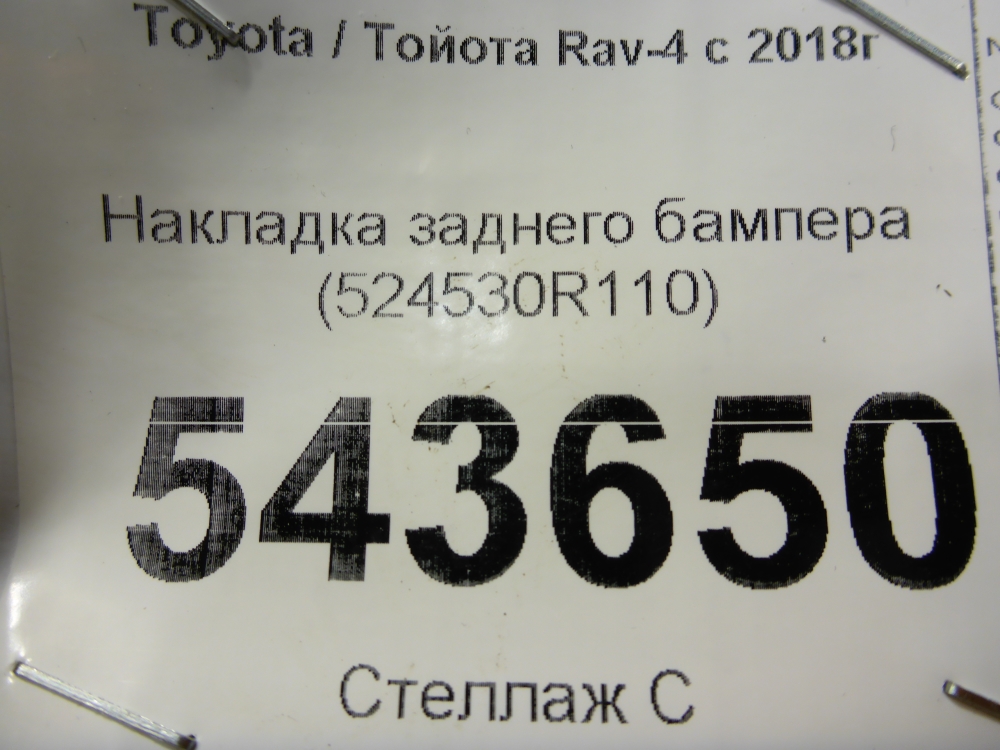 Toyota / Тойота Rav-4 с 2018г
Накладка заднего бампера
(524530R110)
543650
Стеллаж С